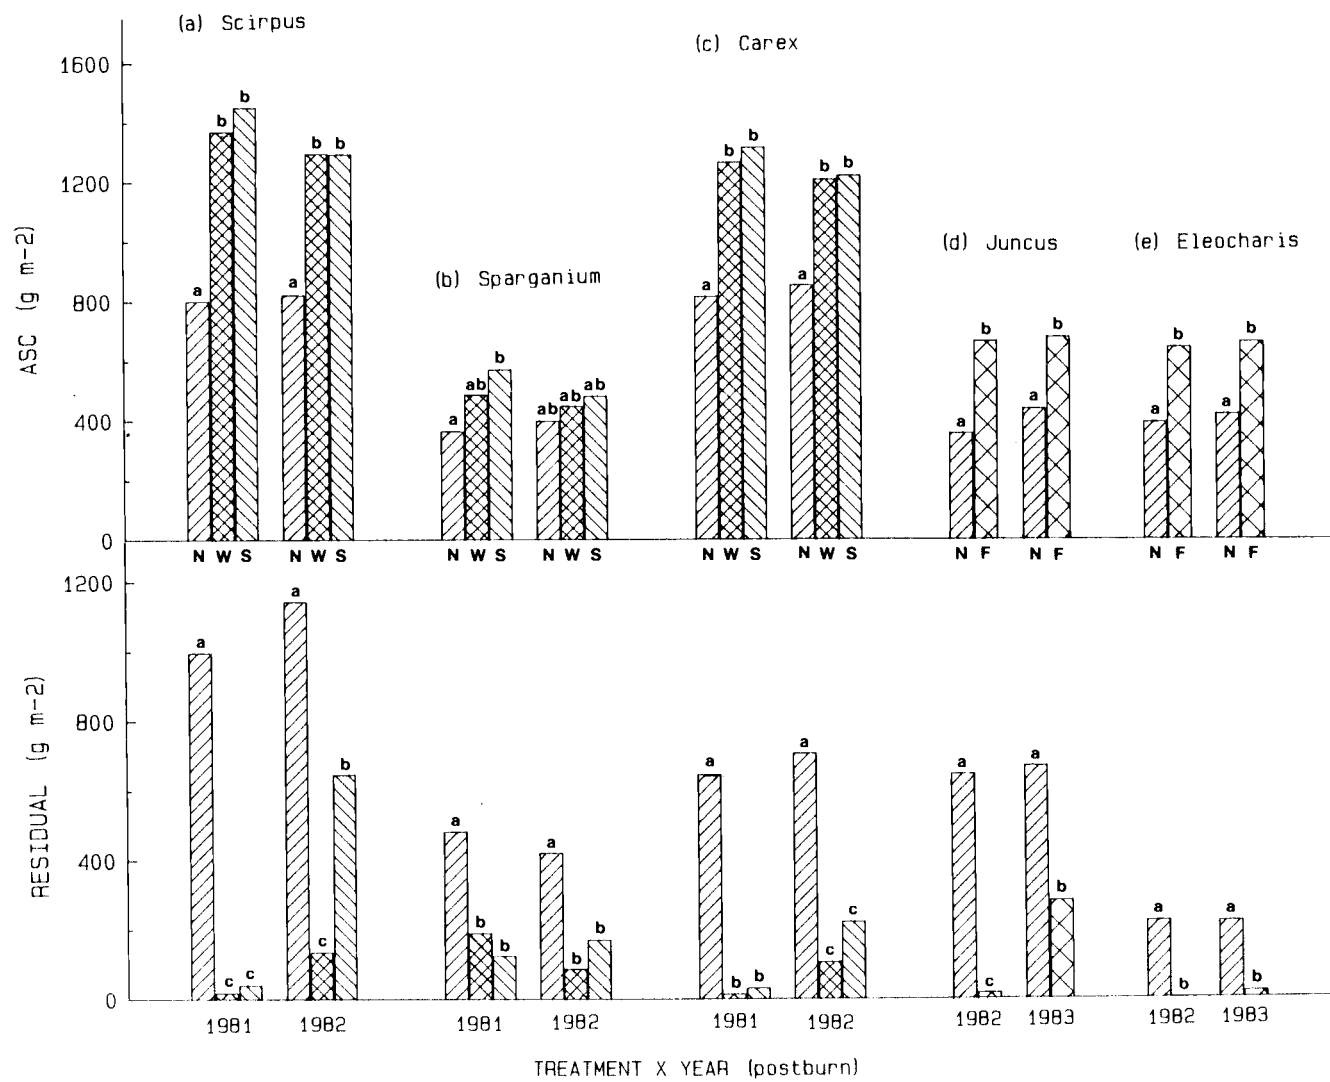 (a) Scirpus
(c) Carex
1600
b
b
b
b
b
b
b
b
1200
(d) Juncus
(e) Eleocharis
ASC (g m-2)
(b) Sparganium
a
a
a
a
800
b
b
b
b
b
ab
ab
ab
ab
a
a
a
a
a
400
0
N W S
N W S
N W S
N W S
N W S
N W S
N F
N F
N F
N F
1200
a
a
RESIDUAL (g m-2)
800
b
a
a
a
a
a
a
400
b
b
b
b
b
c
c
c
b
b
c
c
a
a
c
b
b
0
1981
1982
1981
1982
1981
1982
1982
1983
1982
1983
TREATMENT X YEAR (postburn)